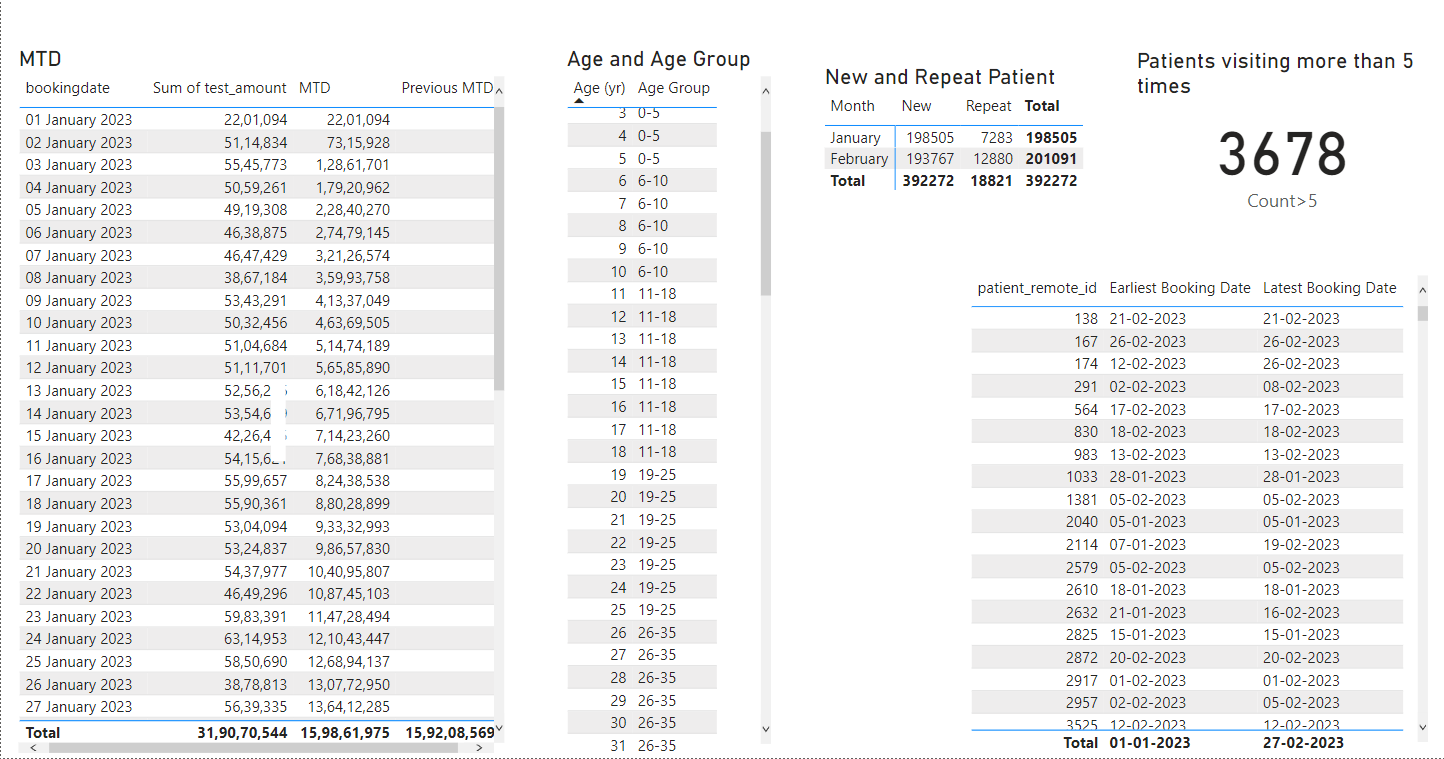 MTD
bookingdate Sum of test_amount MTD Previous MTD
01 January 2023 22,01,094 22,01,094
02 January 2023 51,14,834 73,15,928
03 January 2023 55,45,773 1,28,61,701
04 January 2023 50,59,261 1,79,20,962
05 January 2023 49,19,308 2,28,40,270
06 January 2023 46,38,875 2,74,79,145
07 January 2023 46,47,429 3,21,26,574
08 January 2023 38,67,184 3,59,93,758
09 January 2023 53,43,291 4,13,37,049
10 January 2023 50,32,456 4,63,69,505
11 January 2023 51,04,684 5,14,74,189
12 January 2023 51,11,701 5,65,85,890
13 January 2023 6,18,42,126
14 January 2023 6,71,96,795
15 January 2023 7,14,23,260
16 January 2023 7,68,38,881
17 January 2023 55,99,657 8,24,38,538
18 January 2023 55,90,361 8,80,28,899
19 January 2023 53,04,094 9,33,32,993
20 January 2023 53,24,837 9,86,57,830
21 January 2023 54,37,977 10,40,95,807
22 January 2023 46,49,296 10,87,45,103
23 January 2023 59,83,391 11,47,28,494
24 January 2023 63,14,953 12,10,43,447
25 January 2023 58,50,690 12,68,94,137
26 January 2023 38,78,813 13,07,72,950
27 January 2023 56,39,335 13,64,12,285
Total 31,90,70,544 15,98,61,975 15,92,08,569
Age and Age Group
Age (yr) Age Group
3 0-5
4 0-5
5 0-5
6 6-10
7 6-10
8 6-10
9 6-10
10 6-10
11 11-18
12 11-18
13 11-18
14 11-18
15 11-18
16 11-18
17 11-18
18 11-18
19 19-25
20 19-25
21 19-25
22 19-25
23 19-25
24 19-25
25 19-25
26 26-35
27 26-35
28 26-35
29 26-35
30 26-35
31 26-35
New and Repeat Patient
Month New Repeat Total
January 198505 7283 198505
February 193767 12880 201091
Total 392272 18821 392272
Patients visiting more than 5
times
3678
Count>5
patient_remote_id Earliest Booking Date Latest Booking Date
138 21-02-2023 21-02-2023
167 26-02-2023 26-02-2023
174 12-02-2023 26-02-2023
291 02-02-2023 08-02-2023
564 17-02-2023 17-02-2023
830 18-02-2023 18-02-2023
983 13-02-2023 13-02-2023
1033 28-01-2023 28-01-2023
1381 05-02-2023 05-02-2023
2040 05-01-2023 05-01-2023
2114 07-01-2023 19-02-2023
2579 05-02-2023 05-02-2023
2610 18-01-2023 18-01-2023
2632 21-01-2023 16-02-2023
2825 15-01-2023 15-01-2023
2872 20-02-2023 20-02-2023
2917 01-02-2023 01-02-2023
2957 02-02-2023 05-02-2023
3525 12-02-2023 12-02-2023
Total 01-01-2023 27-02-2023